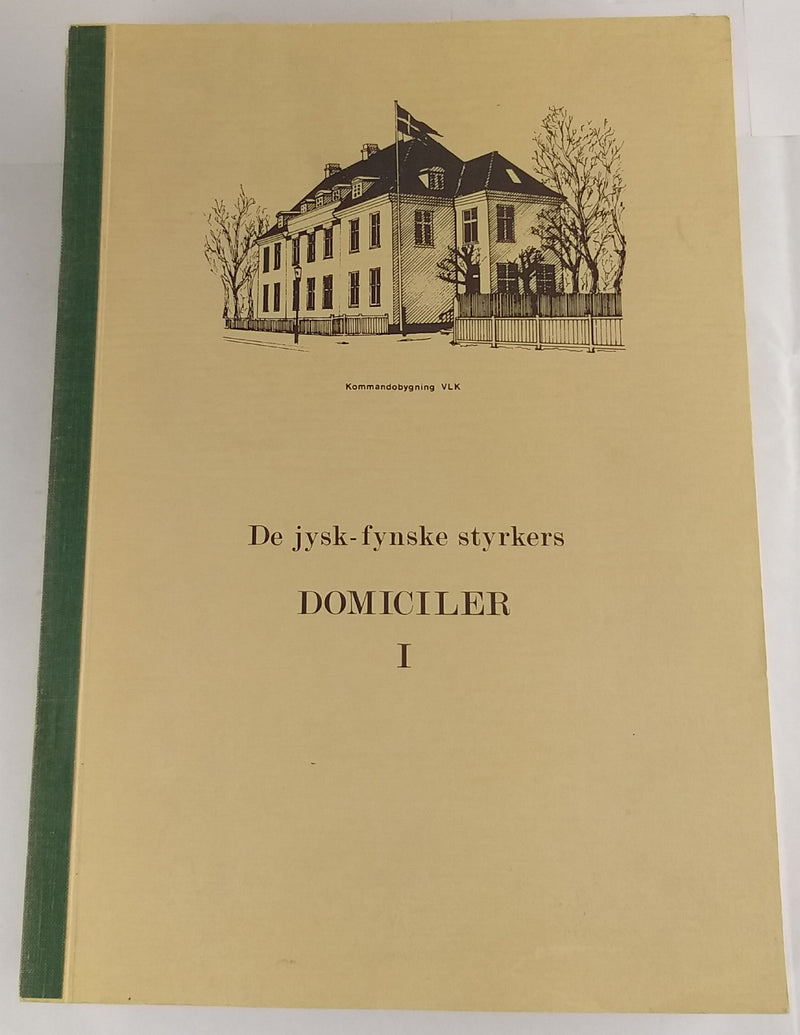 Kommandobygning VLK
De jysk-fynske styrkers
DOMICILER
I